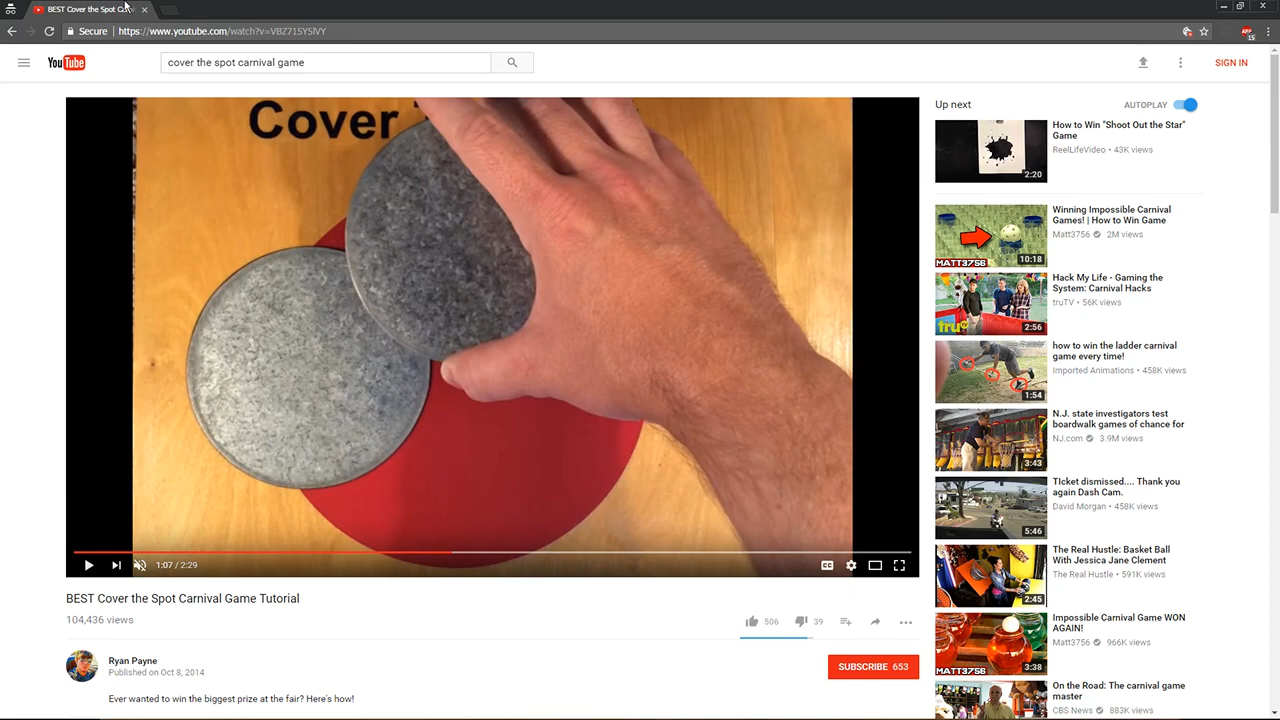 BEST Cover the Spot C
Secure
https://www.youtube.com/watch?v=VBZ715Y5lVY
YouTube
cover the spot carnival game
SIGN IN
Cover
1:07 / 2:29
BEST Cover the Spot Carnival Game Tutorial
104,436 views
506
39
Ryan Payne
Published on Oct 8, 2014
SUBSCRIBE 653
Ever wanted to win the biggest prize at the fair? Here's how!
Up next
AUTOPLAY
How to Win "Shoot Out the Star"
Game
ReelLifeVideo • 43K views
2:20
Winning Impossible Carnival
Games! | How to Win Game
Matt3756 2M views
10:18
MATT3756
Hack My Life - Gaming the
System: Carnival Hacks
truTV • 56K views
tru
2:56
how to win the ladder carnival
game every time!
Imported Animations • 458K views
1:54
N.J. state investigators test
boardwalk games of chance for
NJ.com 3.9M views
3:43
TIcket dismissed.... Thank you
again Dash Cam.
David Morgan • 458K views
5:46
The Real Hustle: Basket Ball
With Jessica Jane Clement
The Real Hustle • 591K views
2:45
Impossible Carnival Game WON
AGAIN!
Matt3756 966K views
3:38
MATT3756
On the Road: The carnival game
master
CBS News 883K views